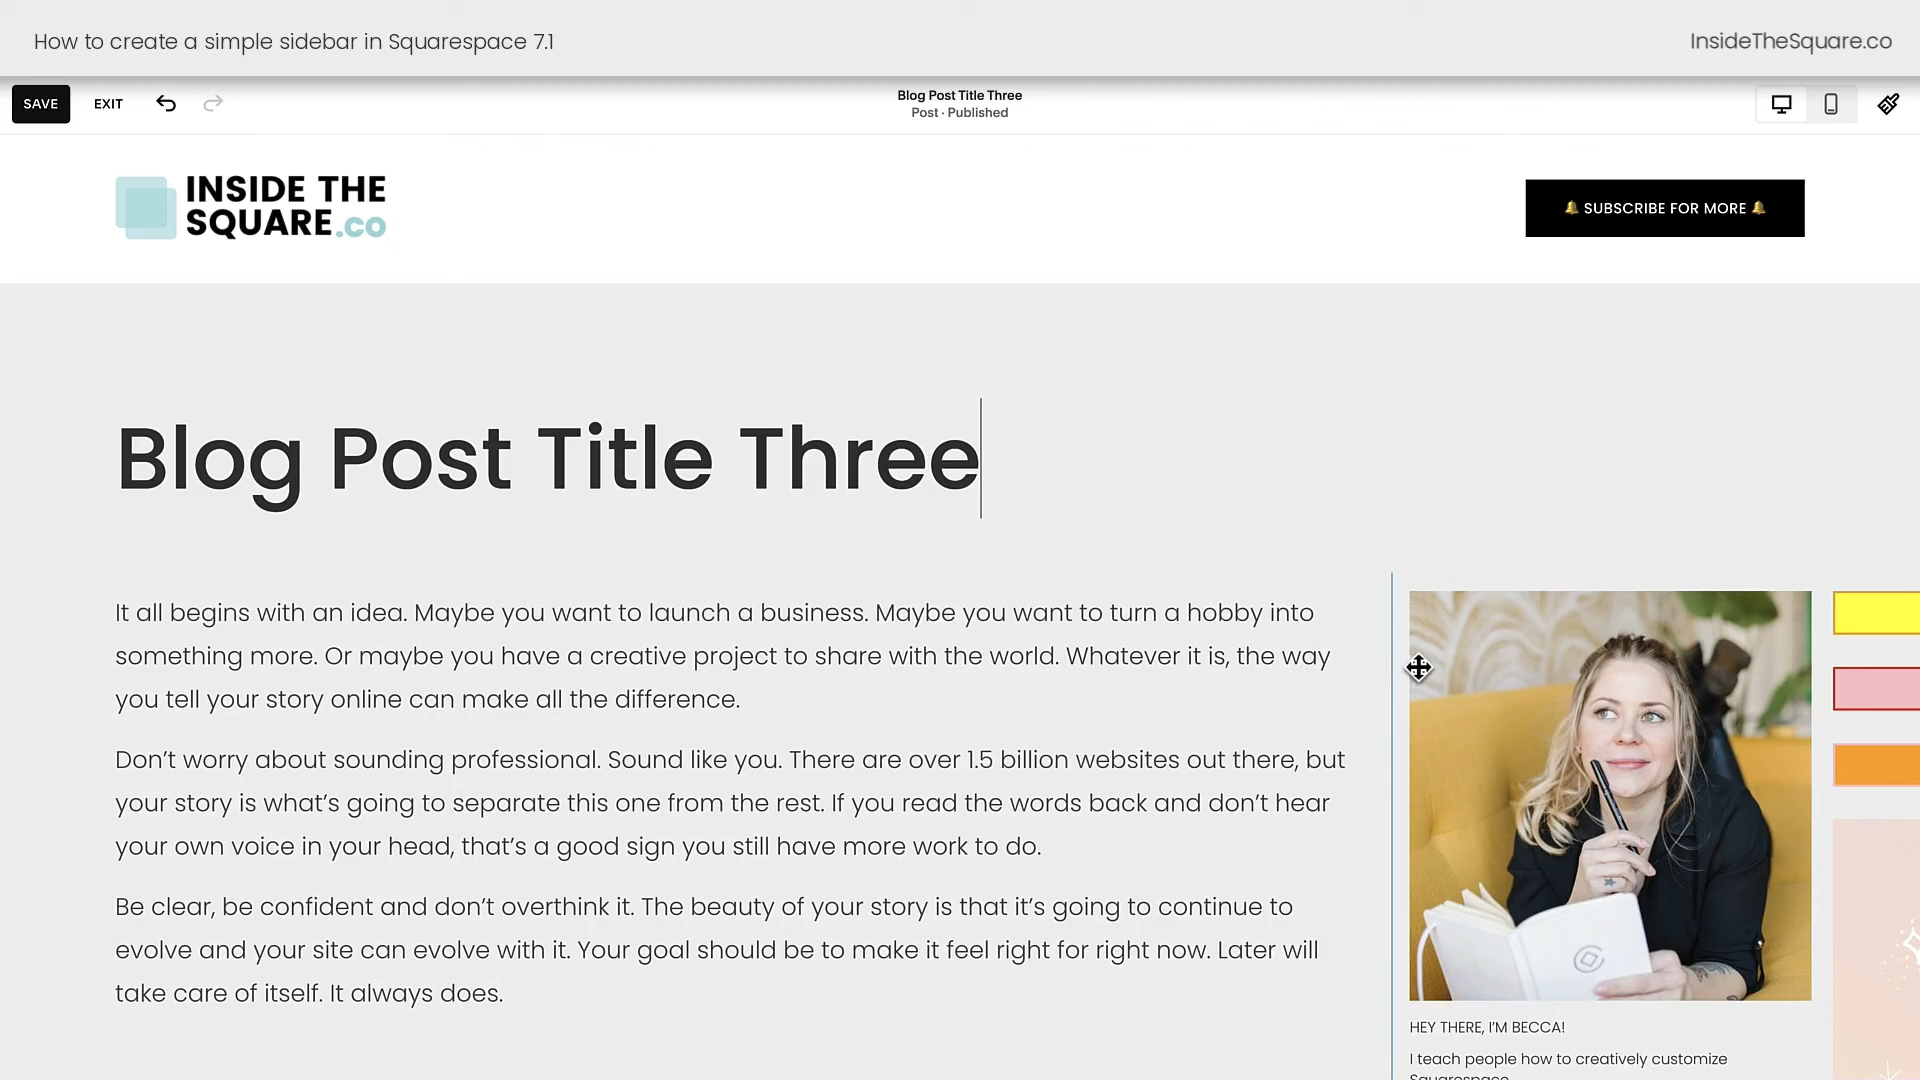 How to create a simple sidebar in Squarespace 7.1
InsideTheSquare.co
SAVE
EXIT
Blog Post Title Three
Post · Published
INSIDE THE
SQUARE.co
🔔 SUBSCRIBE FOR MORE 🔔
Blog Post Title Three
It all begins with an idea. Maybe you want to launch a business. Maybe you want to turn a hobby into
something more. Or maybe you have a creative project to share with the world. Whatever it is, the way
you tell your story online can make all the difference.
Don’t worry about sounding professional. Sound like you. There are over 1.5 billion websites out there, but
your story is what’s going to separate this one from the rest. If you read the words back and don’t hear
your own voice in your head, that’s a good sign you still have more work to do.
Be clear, be confident and don’t overthink it. The beauty of your story is that it’s going to continue to
evolve and your site can evolve with it. Your goal should be to make it feel right for right now. Later will
take care of itself. It always does.
HEY THERE, I’M BECCA!
I teach people how to creatively customize
Squarespace